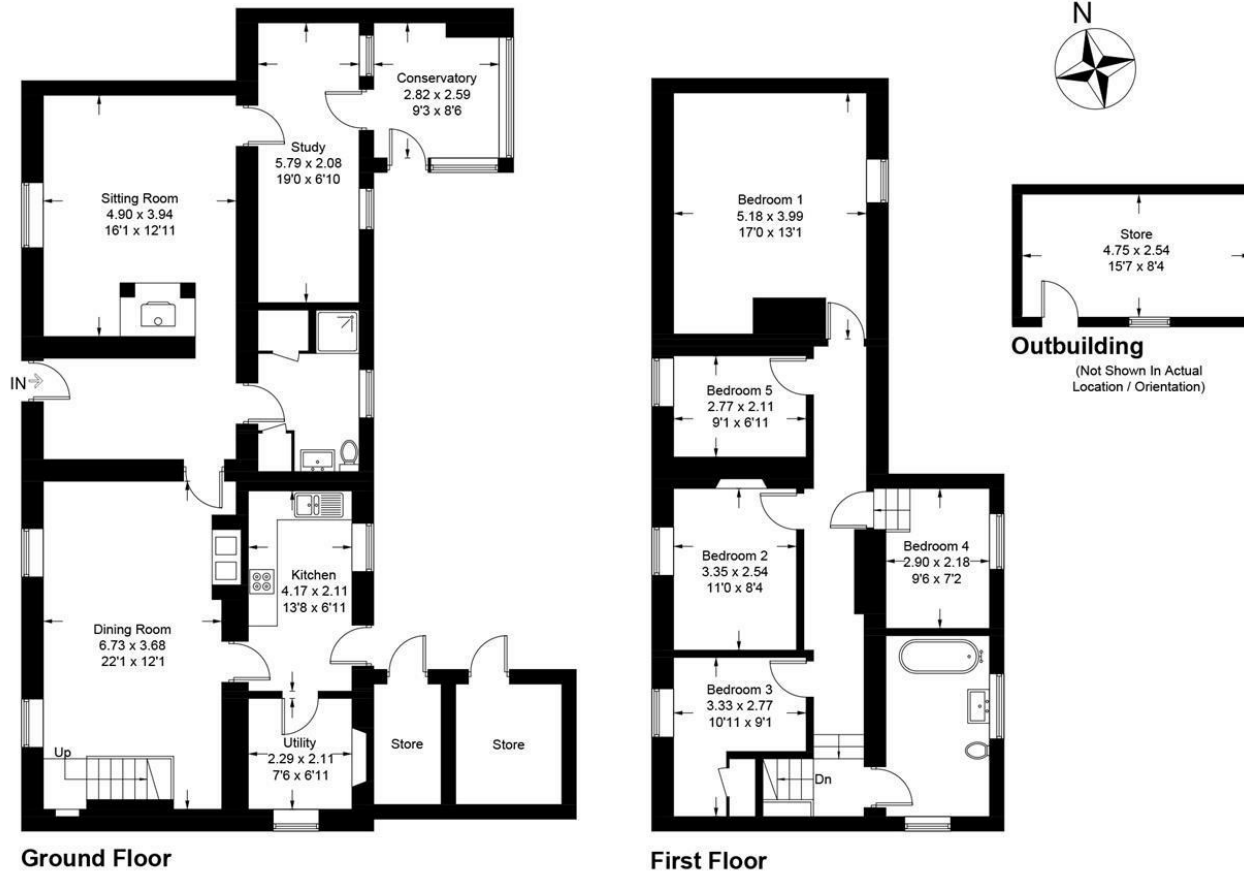 N
Conservatory
2.82 x 2.59
9'3 x 8'6
Study
5.79 x 2.08
19'0 x 6'10
Sitting Room
4.90 x 3.94
16'1 x 12'11
IN
Kitchen
4.17 x 2.11
13'8 x 6'11
Dining Room
6.73 x 3.68
22'1 x 12'1
Up
Utility
2.29 x 2.11
7'6 x 6'11
Store
Store
Ground Floor
Bedroom 1
5.18 x 3.99
17'0 x 13'1
Bedroom 5
2.77 x 2.11
9'1 x 6'11
Bedroom 2
3.35 x 2.54
11'0 x 8'4
Bedroom 4
2.90 x 2.18
9'6 x 7'2
Bedroom 3
3.33 x 2.77
10'11 x 9'1
Dn
First Floor
Store
4.75 x 2.54
15'7 x 8'4
Outbuilding
(Not Shown In Actual
Location / Orientation)